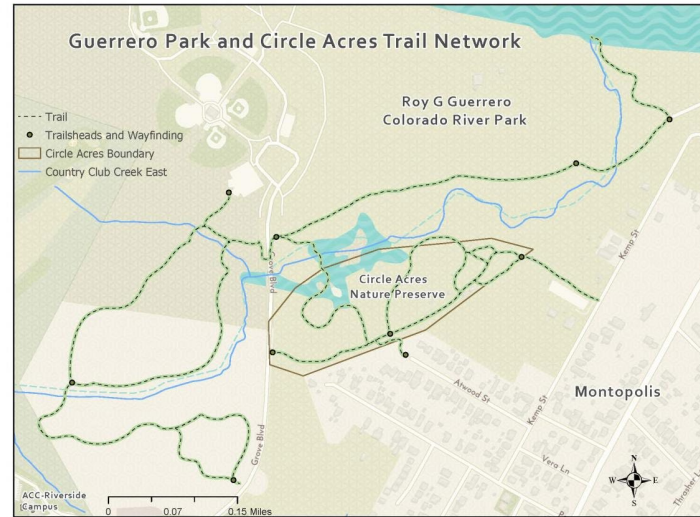 Guerrero Park and Circle Acres Trail Network
Roy G Guerrero
Colorado River Park
Trail
Trailsheads and Wayfinding
Circle Acres Boundary
Country Club Creek East
Kemp St
Grove Blvd
Circle Acres
Nature Preserve
Montopolis
Atwood St
Kemp St
Grove Blvd
Vera Ln
Thrasher L
ACC-Riverside
Campus
0 0.07 0.15 Miles
N
W E
S